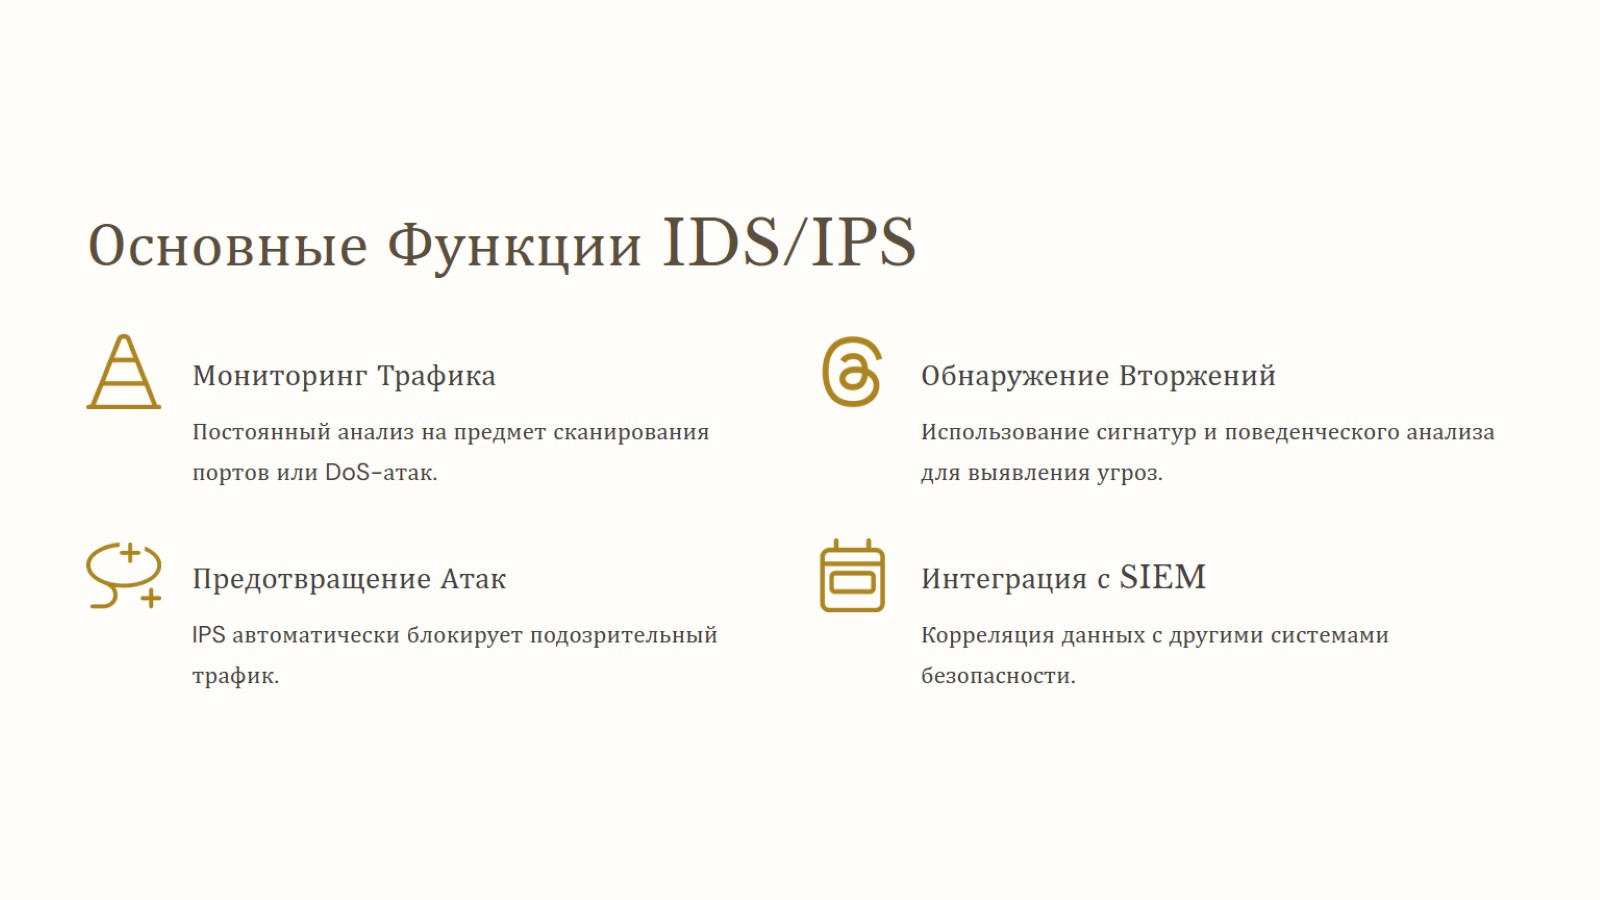 Основные Функции IDS/IPS
Мониторинг Трафика
Постоянный анализ на предмет сканирования
портов или DoS-атак.
Обнаружение Вторжений
Использование сигнатур и поведенческого анализа
для выявления угроз.
Предотвращение Атак
IPS автоматически блокирует подозрительный
трафик.
Интеграция с SIEM
Корреляция данных с другими системами
безопасности.